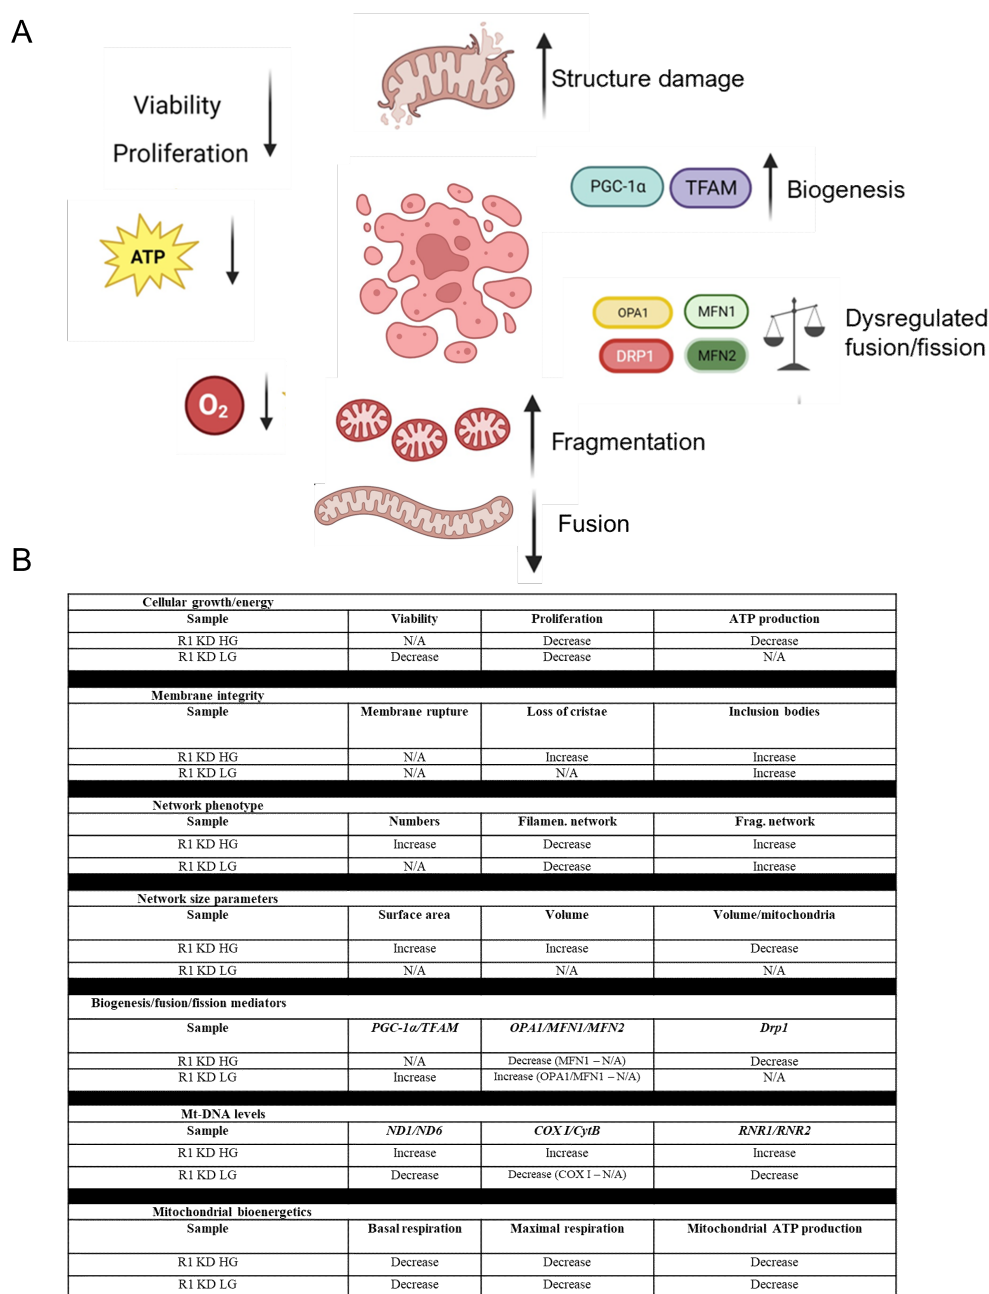 A
Viability
Proliferation
Structure damage
PGC-1α TFAM Biogenesis
ATP
OPA1 MFN1
DRP1 MFN2
Dysregulated
fusion/fission
O2
Fragmentation
Fusion
B
Cellular growth/energy
Sample Viability Proliferation ATP production
R1 KD HG N/A Decrease Decrease
R1 KD LG Decrease Decrease N/A
Membrane integrity
Sample Membrane rupture Loss of cristae Inclusion bodies
R1 KD HG N/A Increase Increase
R1 KD LG N/A N/A Increase
Network phenotype
Sample Numbers Filamen. network Frag. network
R1 KD HG Increase Decrease Increase
R1 KD LG N/A Decrease Increase
Network size parameters
Sample Surface area Volume Volume/mitochondria
R1 KD HG Increase Increase Decrease
R1 KD LG N/A N/A N/A
Biogenesis/fusion/fission mediators
Sample PGC-1α/TFAM OPA1/MFN1/MFN2 Drp1
R1 KD HG N/A Decrease (MFN1 – N/A) Decrease
R1 KD LG Increase Increase (OPA1/MFN1 – N/A) N/A
Mt-DNA levels
Sample ND1/ND6 COX I/CytB RNR1/RNR2
R1 KD HG Increase Increase Increase
R1 KD LG Decrease Decrease (COX I – N/A) Decrease
Mitochondrial bioenergetics
Sample Basal respiration Maximal respiration Mitochondrial ATP production
R1 KD HG Decrease Decrease Decrease
R1 KD LG Decrease Decrease Decrease